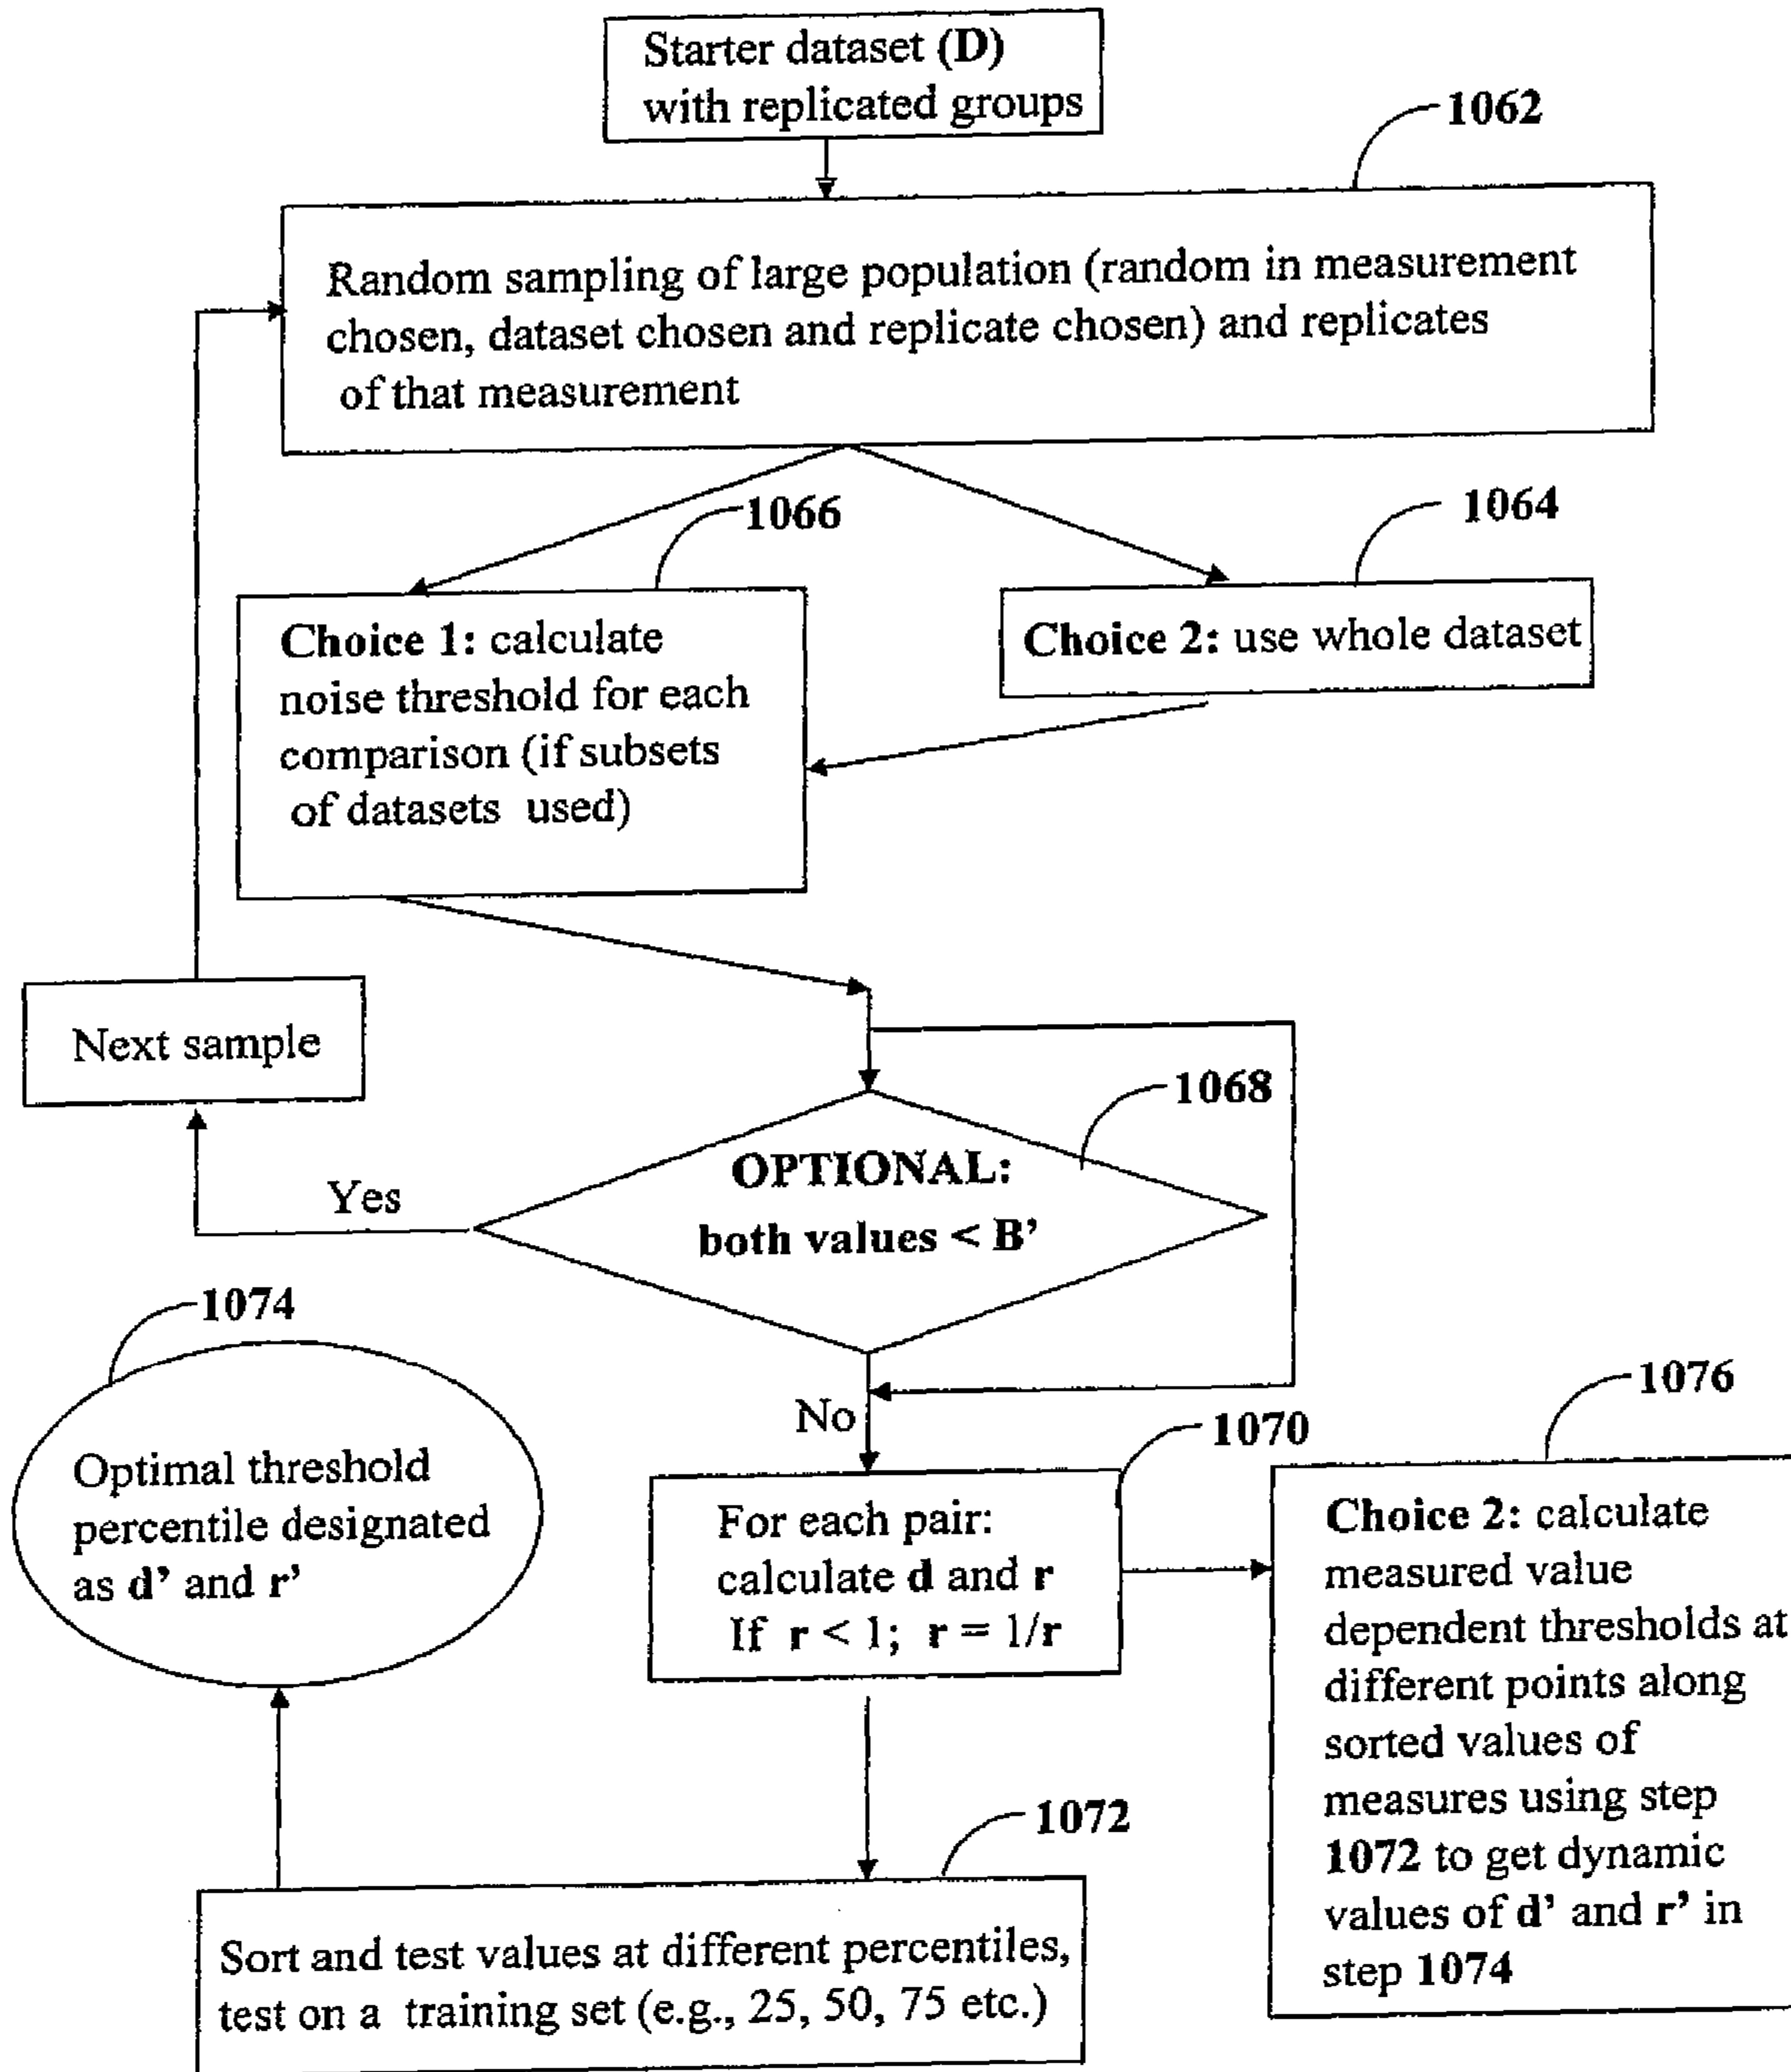 Starter dataset (D)
with replicated groups
1062
Random sampling of large population (random in measurement
chosen, dataset chosen and replicate chosen) and replicates
of that measurement
1066
1064
Choice 1: calculate
noise threshold for each
comparison (if subsets
of datasets used)
Choice 2: use whole dataset
Next sample
1068
OPTIONAL:
both values < B’
Yes
No
1074
Optimal threshold
percentile designated
as d’ and r’
1070
For each pair:
calculate d and r
If r < 1; r = 1/r
1076
Choice 2: calculate
measured value
dependent thresholds at
different points along
sorted values of
measures using step
1072 to get dynamic
values of d’ and r’ in
step 1074
1072
Sort and test values at different percentiles,
test on a training set (e.g., 25, 50, 75 etc.)